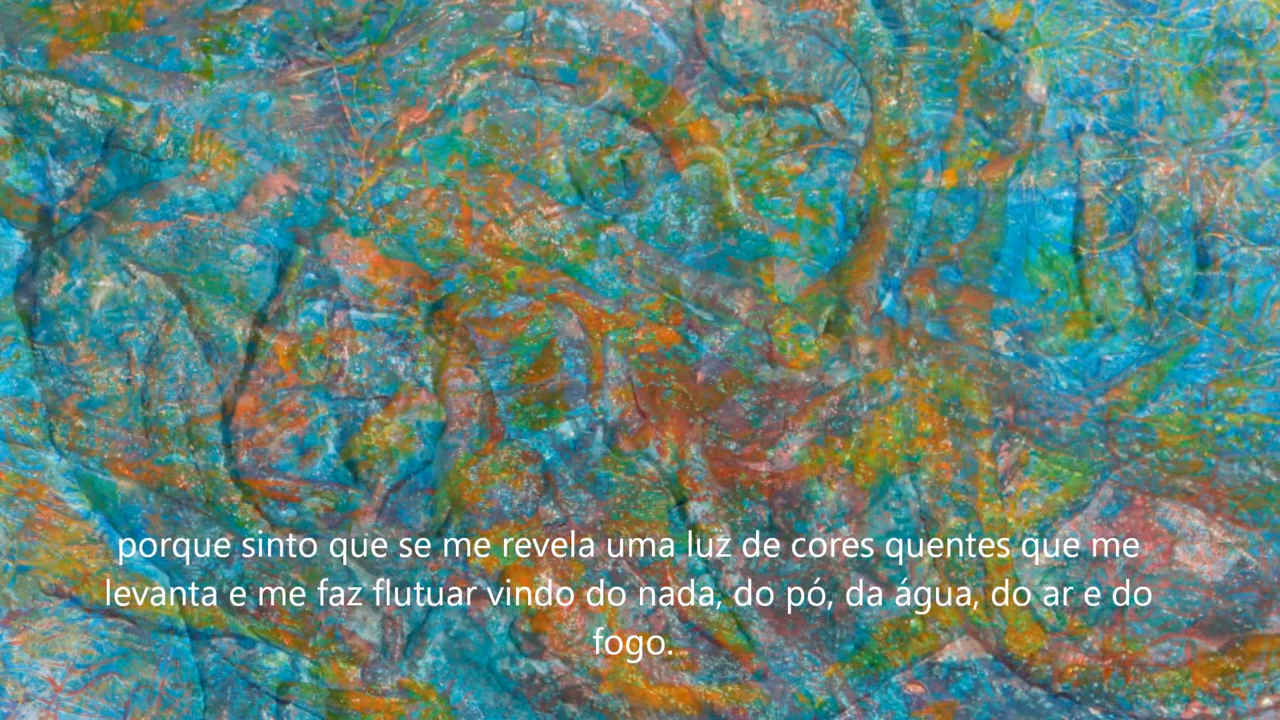 porque sinto que se me revela uma luz de cores quentes que me
levanta e me faz flutuar vindo do nada, do pó, da água, do ar e do
fogo.